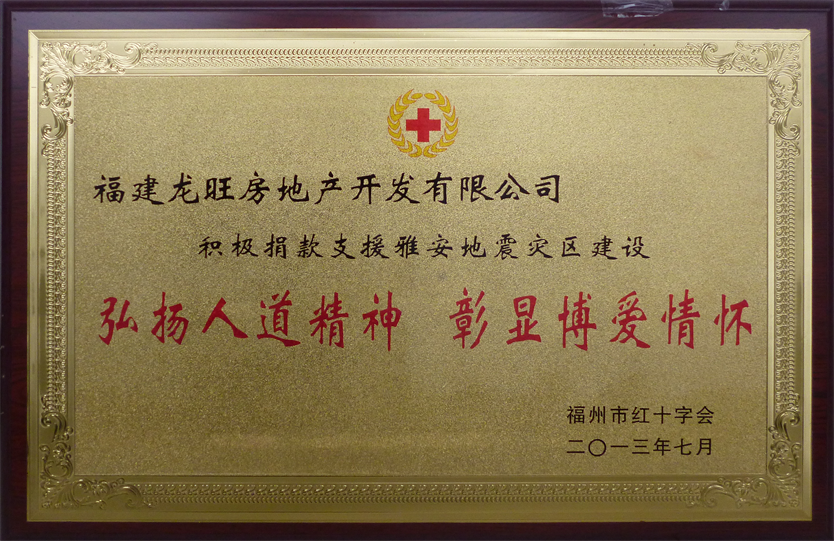 福建龙旺房地产开发有限公司
积极捐款支援雅安地震灾区建设
弘扬人道精神 彰显博爱情怀
福州市红十字会
二〇一三年七月